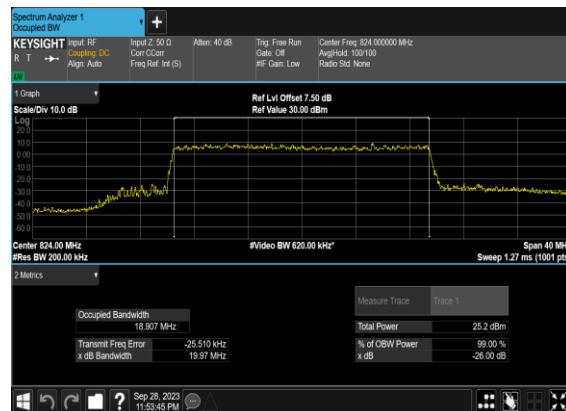 Spectrum Analyzer 1
Occupied BW
+
KEYSIGHT Input: RF Input Z: 50 Ω Atten: 40 dB Trig: Free Run Center Freq: 824.000000 MHz
R T Coupling: DC Corr CCorr Gate: Off Avg|Hold: 100/100
Align: Auto Freq Ref: Int (S) #IF Gain: Low Radio Std: None
1 Graph
Ref Lvl Offset 7.50 dB
Scale/Div 10.0 dB Ref Value 30.00 dBm
Log
20.0
10.0
0.00
-10.0
-20.0
-30.0
-40.0
-50.0
-60.0
Center 824.00 MHz #Video BW 620.00 kHz* Span 40 MH
#Res BW 200.00 kHz Sweep 1.27 ms (1001 pts
2 Metrics
Measure Trace Trace 1
Occupied Bandwidth
18.907 MHz Total Power 25.2 dBm
Transmit Freq Error -25.510 kHz % of OBW Power 99.00 %
x dB Bandwidth 19.97 MHz x dB -26.00 dB
? Sep 28, 2023
11:53:45 PM